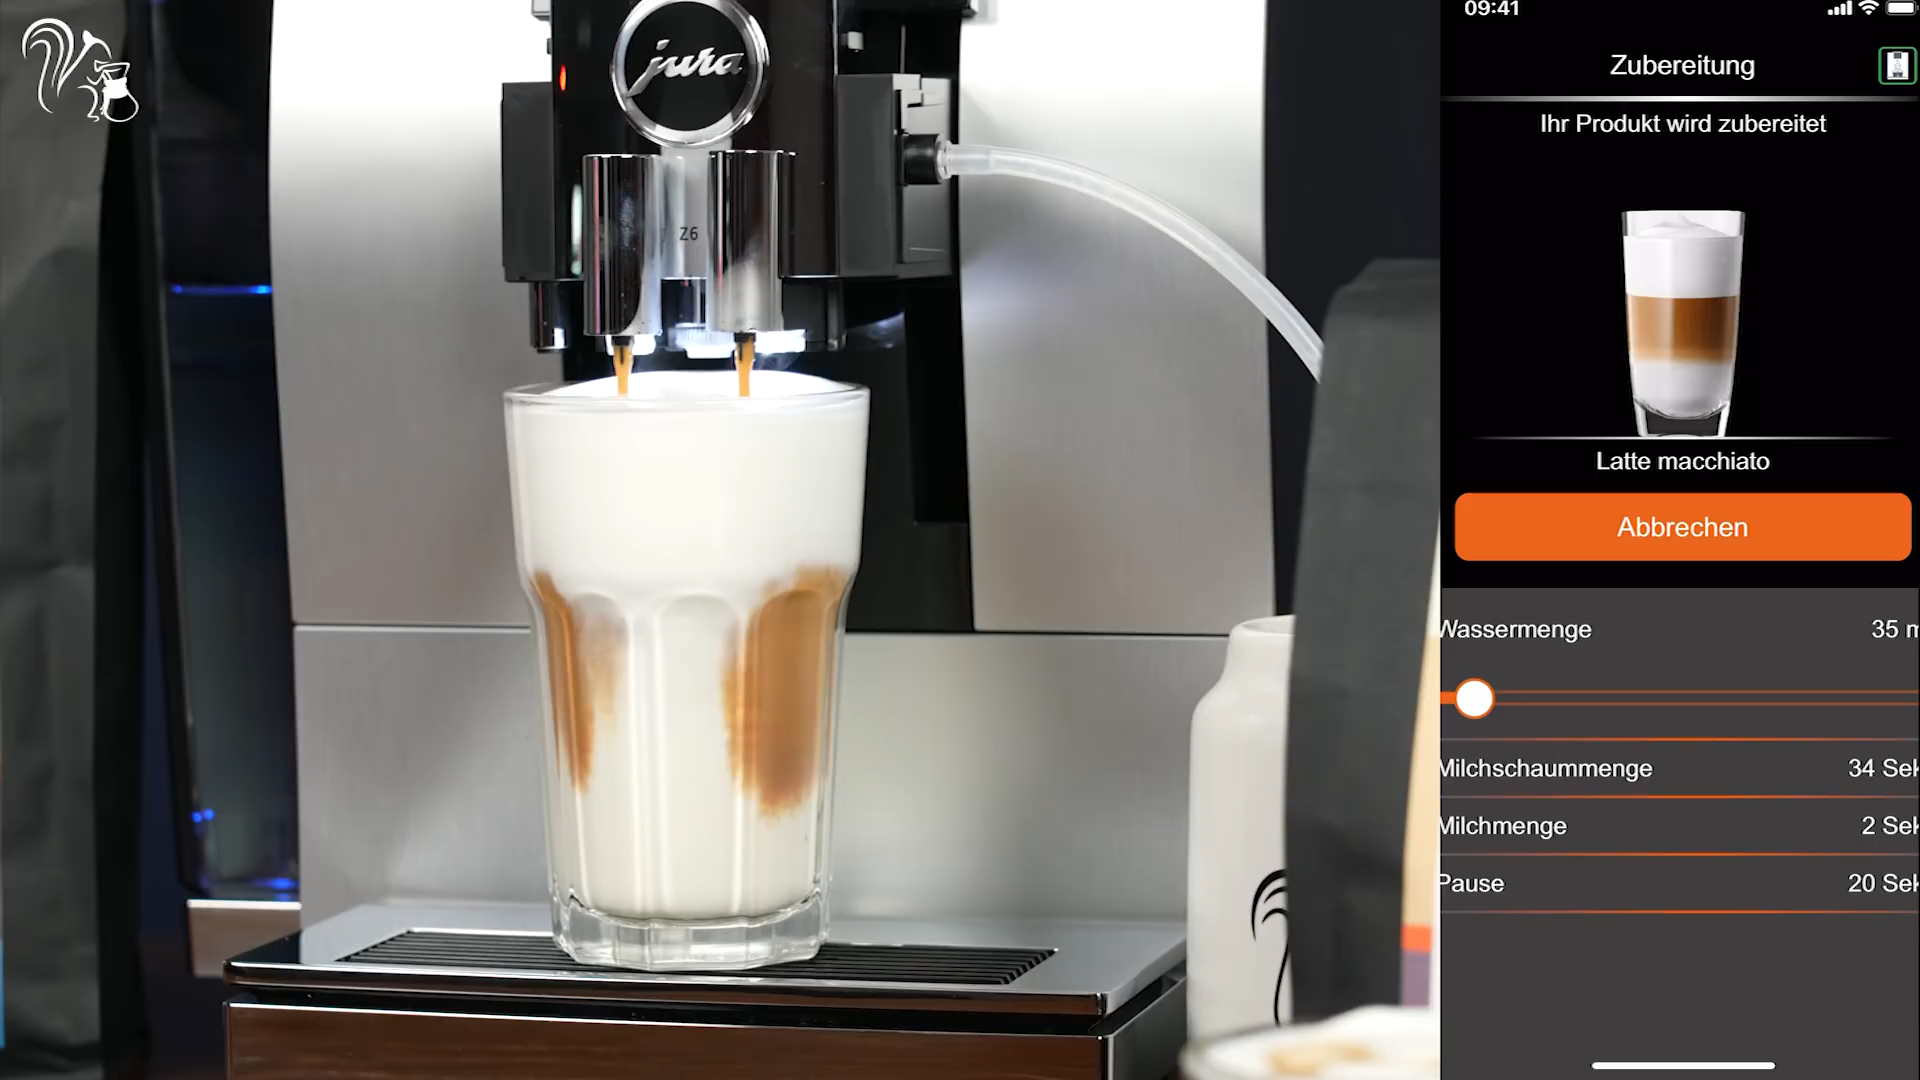 jura
Z6
09:41
Zubereitung
Ihr Produkt wird zubereitet
Latte macchiato
Abbrechen
Wassermenge 35 m
Milchschaummenge 34 Sek
Milchmenge 2 Sek
Pause 20 Sek